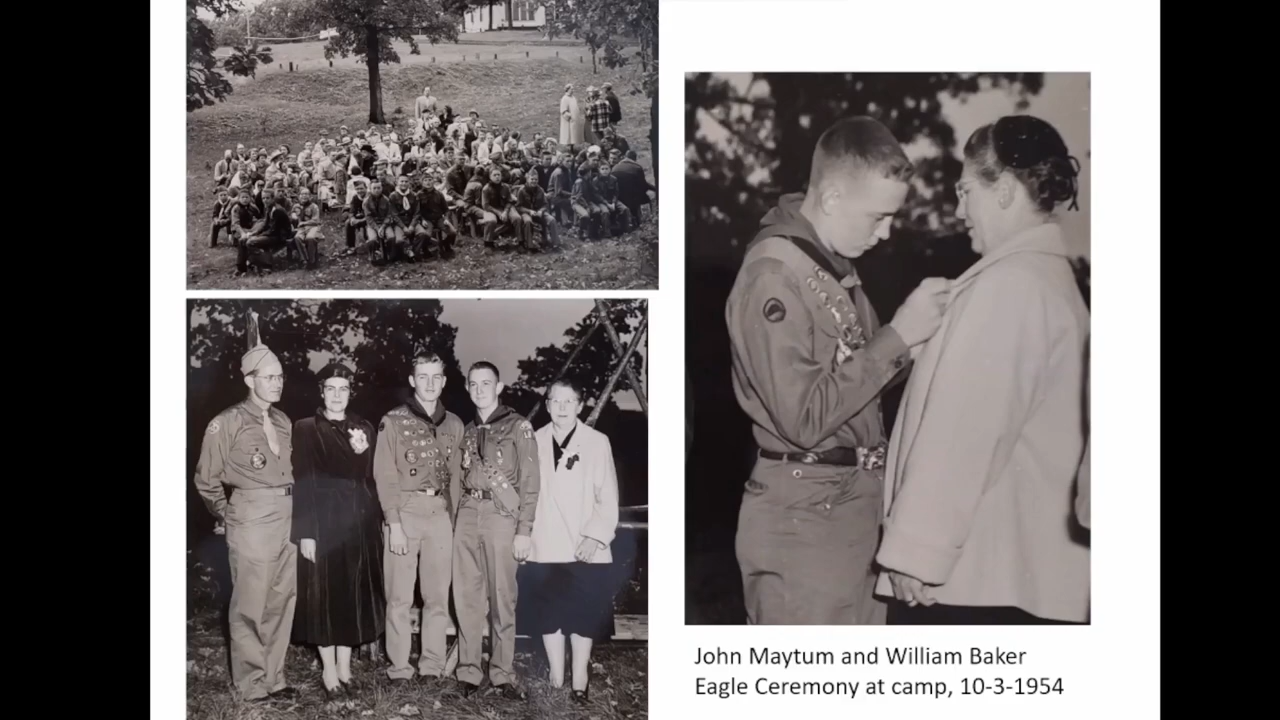 John Maytum and William Baker
Eagle Ceremony at camp, 10-3-1954